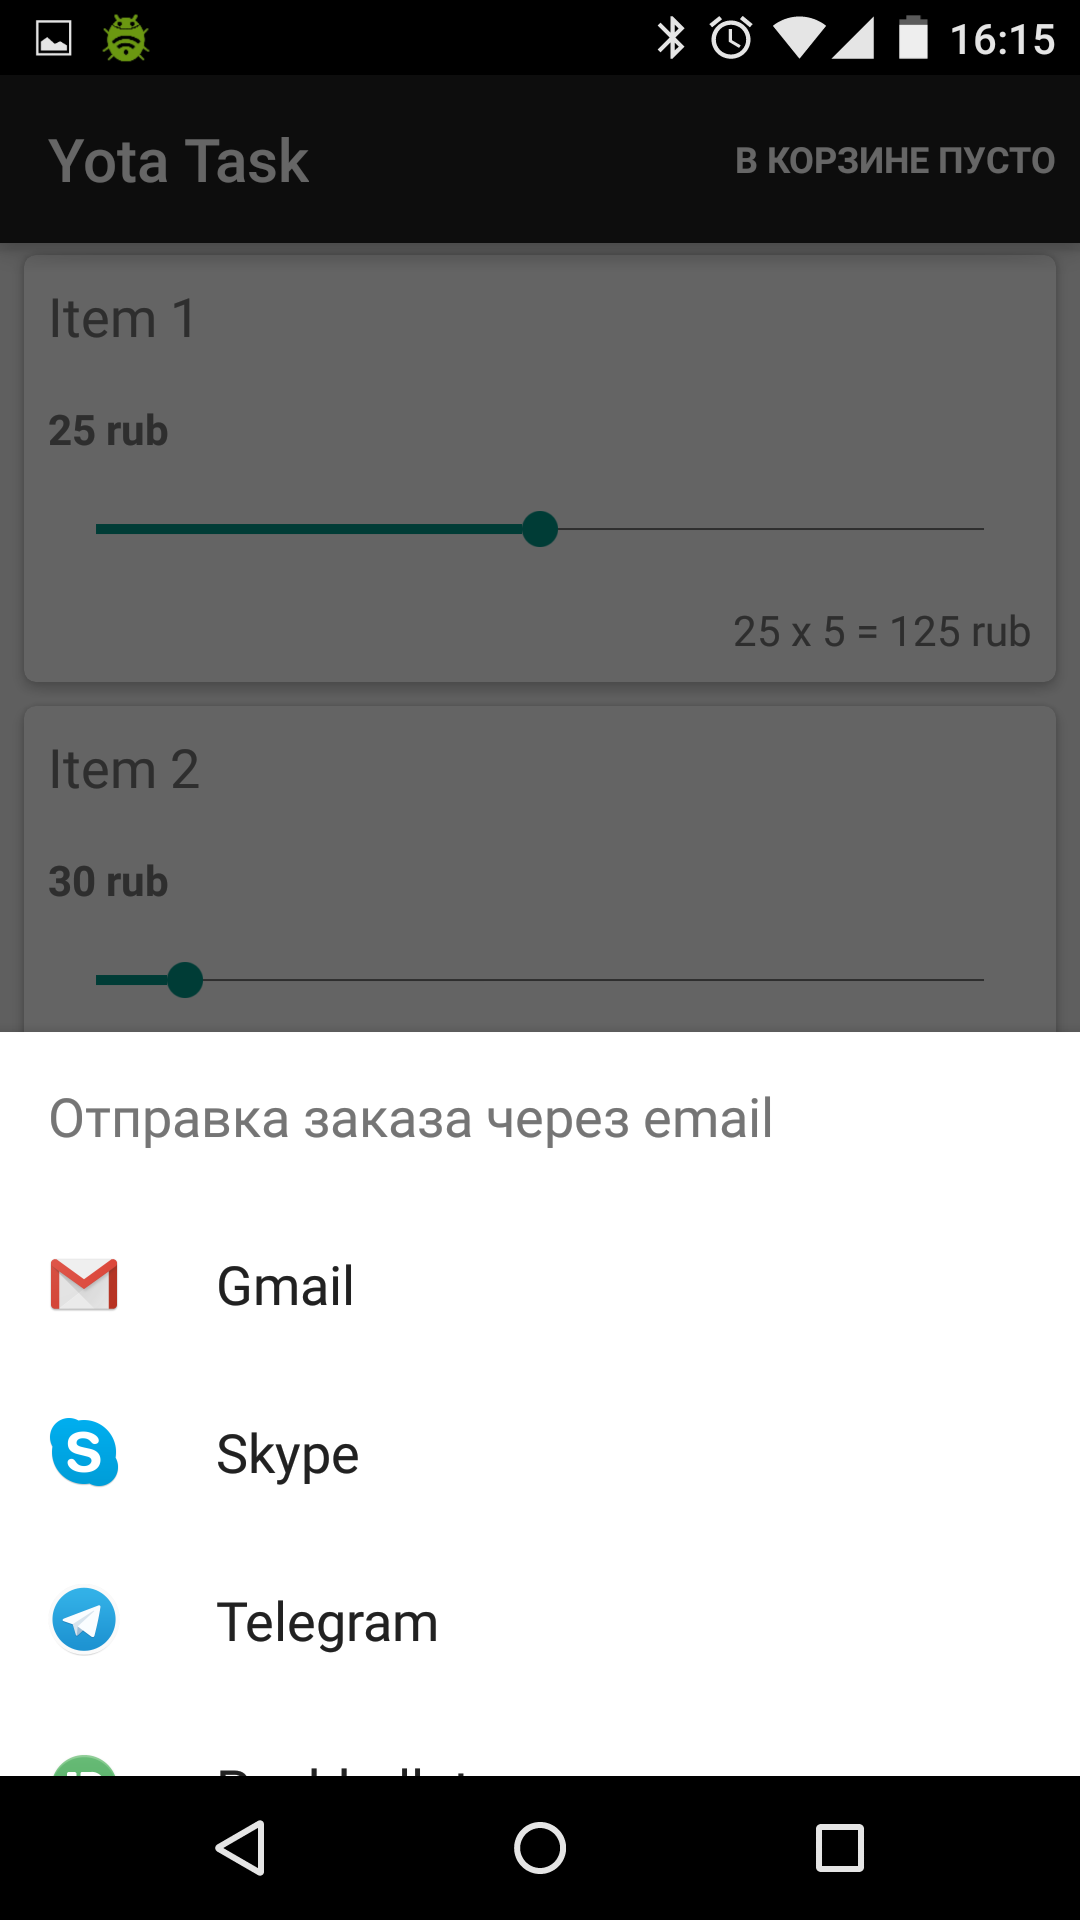 16:15
Yota Task
В КОРЗИНЕ ПУСТО
Item 1
25 rub
25 x 5 = 125 rub
Item 2
30 rub
Отправка заказа через email
Gmail
Skype
Telegram